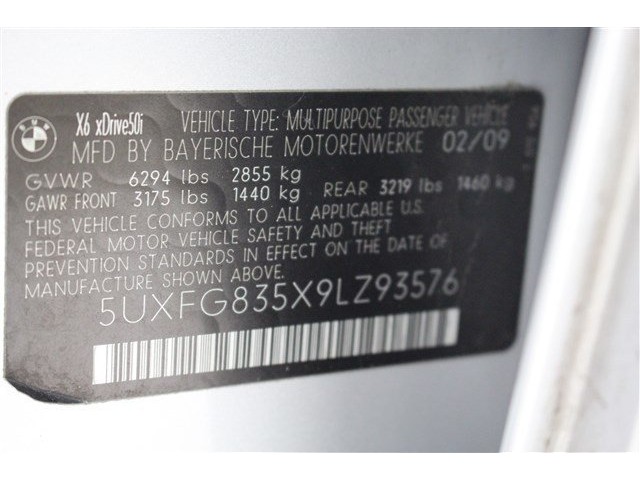 BMW
X6 xDrive50i VEHICLE TYPE: MULTIPURPOSE PASSENGER VEHICLE
MFD BY BAYERISCHE MOTORENWERKE 02/09
GVWR 6294 lbs 2855 kg
GAWR FRONT 3175 lbs 1440 kg REAR 3219 lbs 1460 kg
THIS VEHICLE CONFORMS TO ALL APPLICABLE U.S.
FEDERAL MOTOR VEHICLE SAFETY AND THEFT
PREVENTION STANDARDS IN EFFECT ON THE DATE OF
MANUFACTURE SHOWN ABOVE.
5UXFG835X9LZ93576